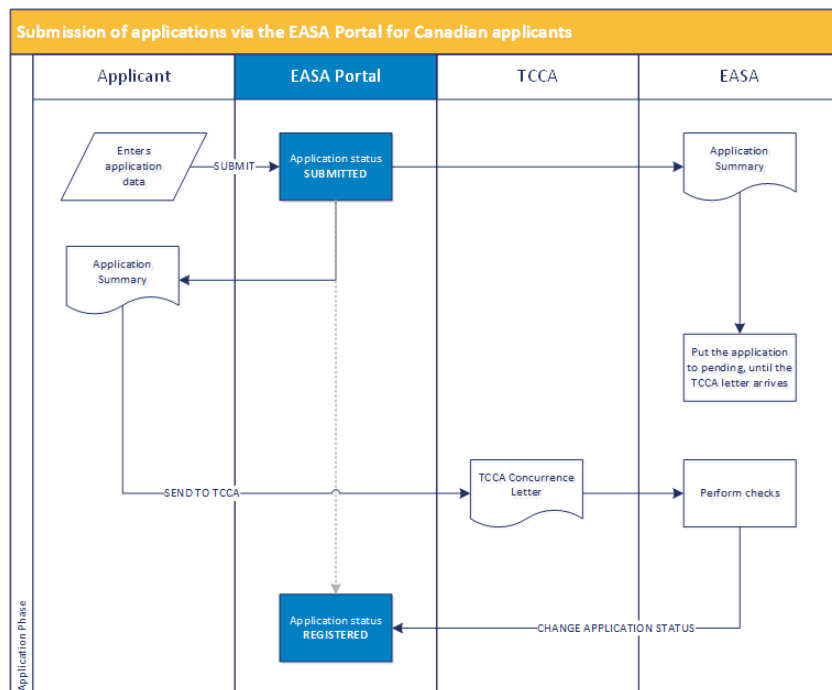 Submission of applications via the EASA Portal for Canadian applicants
Applicant
EASA Portal
TCCA
EASA
Enters
application
data
SUBMIT
Application status
SUBMITTED
Application
Summary
Application
Summary
Put the application
to pending, until the
TCCA letter arrives
SEND TO TCCA
TCCA Concurrence
Letter
Perform checks
Application status
REGISTERED
CHANGE APPLICATION STATUS
Application Phase